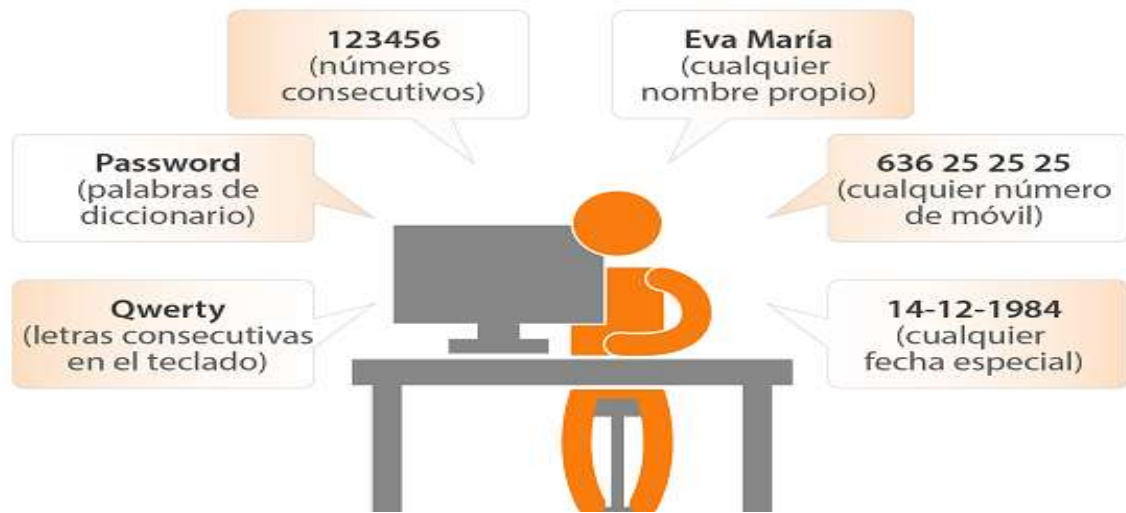 123456
(números
consecutivos)
Eva María
(cualquier
nombre propio)
Password
(palabras de
diccionario)
636 25 25 25
(cualquier número
de móvil)
Qwerty
(letras consecutivas
en el teclado)
14-12-1984
(cualquier
fecha especial)